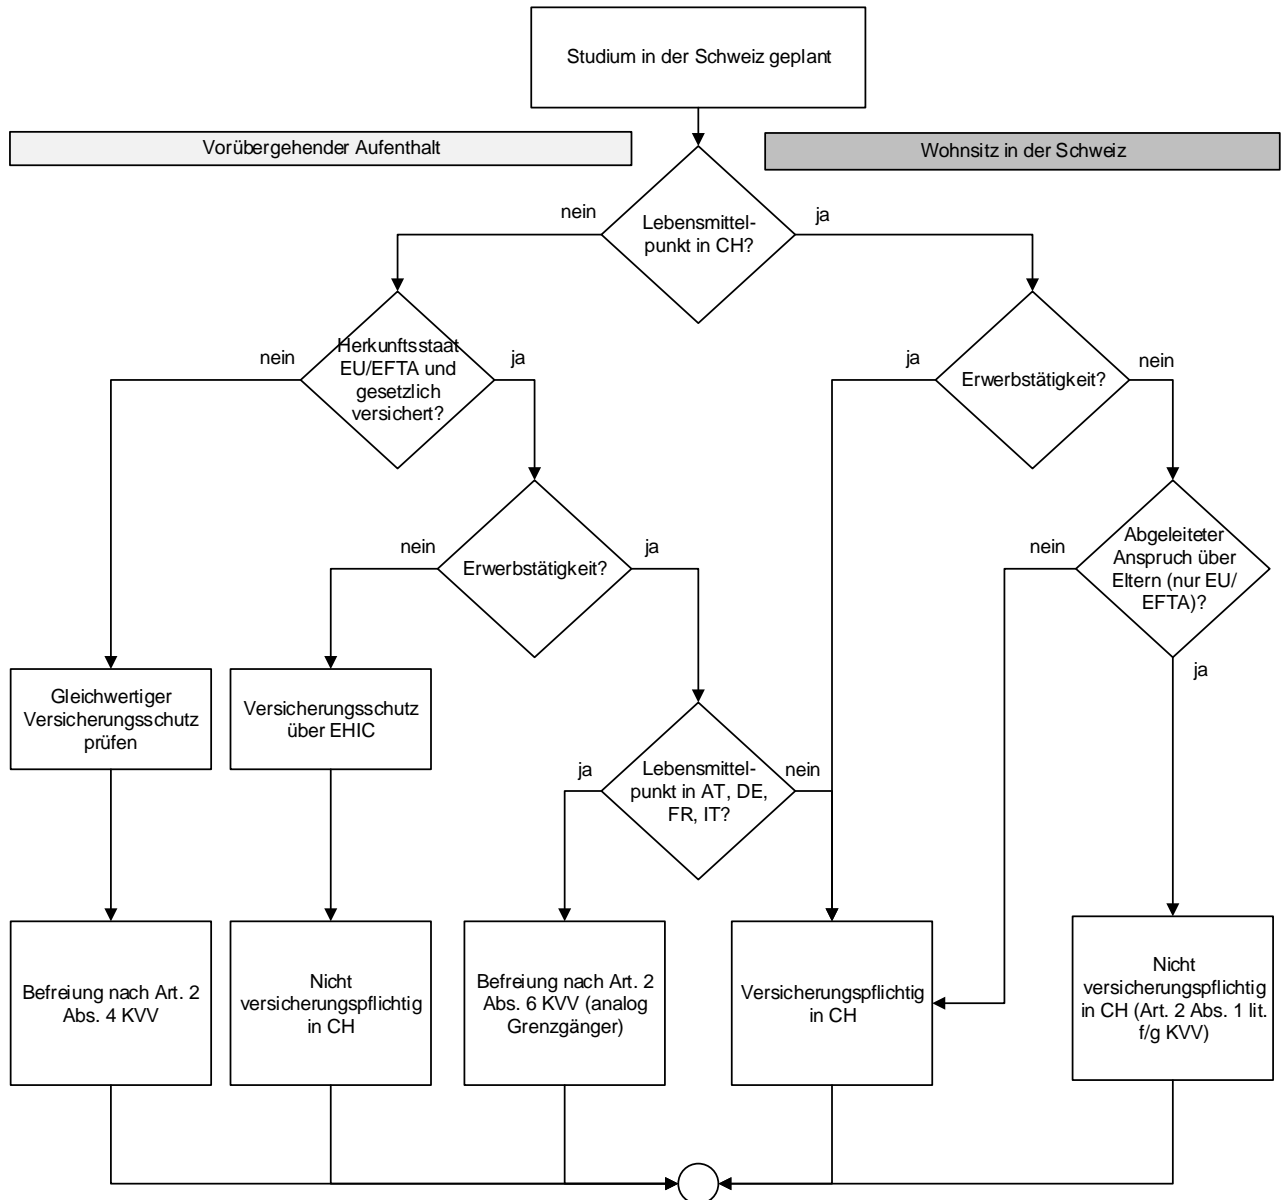 Studium in der Schweiz geplant
Vorübergehender Aufenthalt
Wohnsitz in der Schweiz
nein
Lebensmittel-
punkt in CH?
ja
nein
Herkunftsstaat
EU/EFTA und
gesetzlich
versichert?
ja
ja
Erwerbstätigkeit?
nein
nein
Erwerbstätigkeit?
ja
nein
Abgeleiteter
Anspruch über
Eltern (nur EU/
EFTA)?
ja
Gleichwertiger
Versicherungsschutz
prüfen
Versicherungsschutz
über EHIC
ja
Lebensmittel-
punkt in AT, DE,
FR, IT?
nein
Befreiung nach Art. 2
Abs. 4 KVV
Nicht
versicherungspflichtig
in CH
Befreiung nach Art. 2
Abs. 6 KVV (analog
Grenzgänger)
Versicherungspflichtig
in CH
Nicht
versicherungspflichtig
in CH (Art. 2 Abs. 1 lit.
f/g KVV)